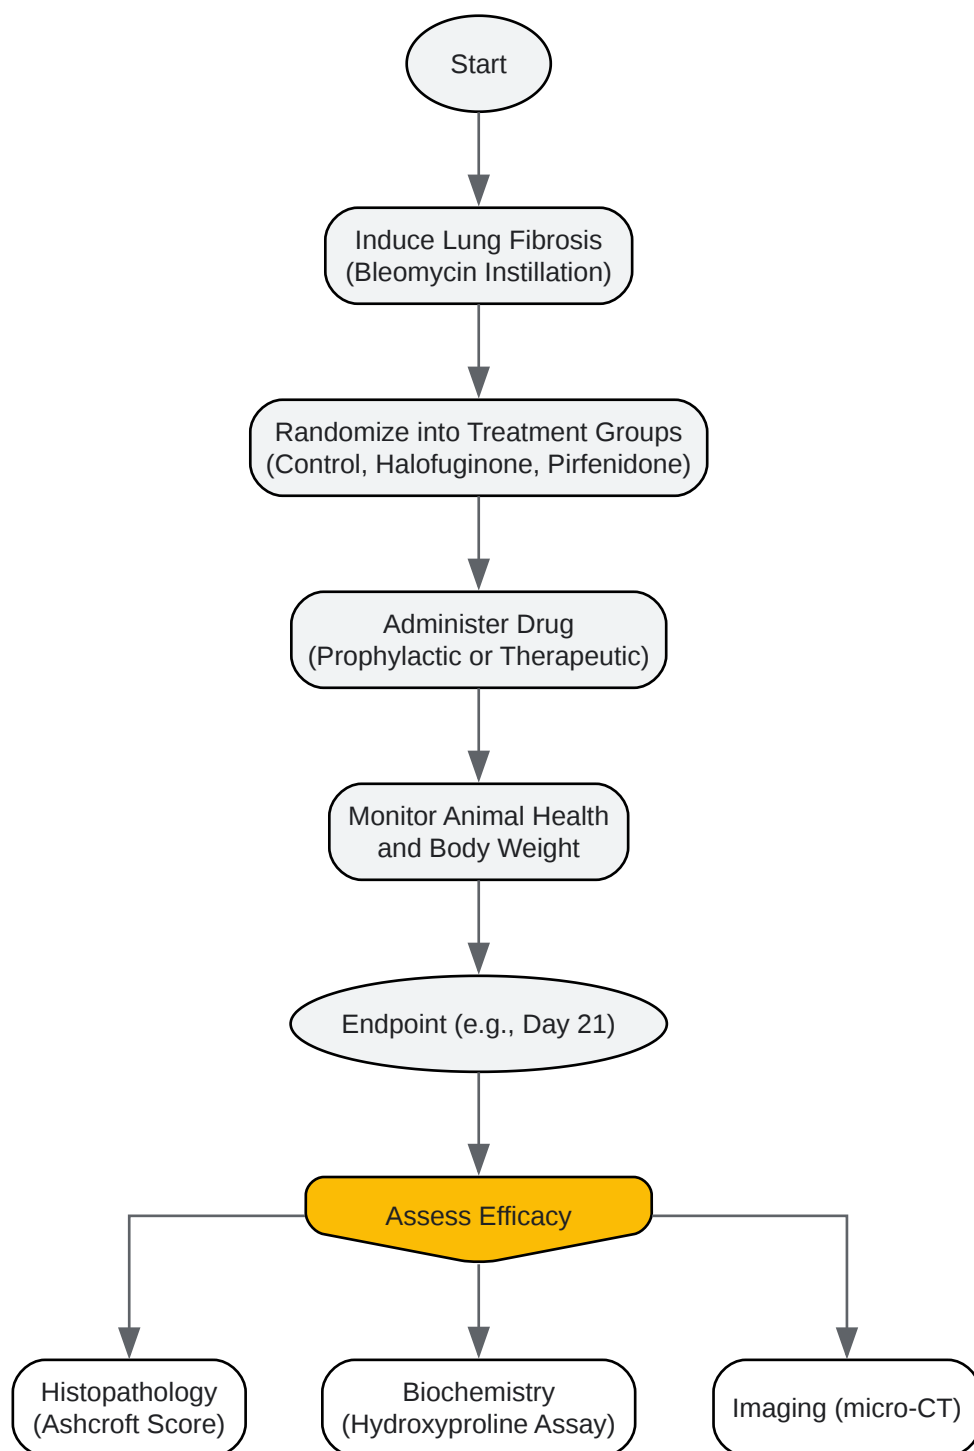 Start
Induce Lung Fibrosis
(Bleomycin Instillation)
Randomize into Treatment Groups
(Control, Halofuginone, Pirfenidone)
Administer Drug
(Prophylactic or Therapeutic)
Monitor Animal Health
and Body Weight
Endpoint (e.g., Day 21)
Assess Efficacy
Histopathology
(Ashcroft Score)
Biochemistry
(Hydroxyproline Assay)
Imaging (micro-CT)